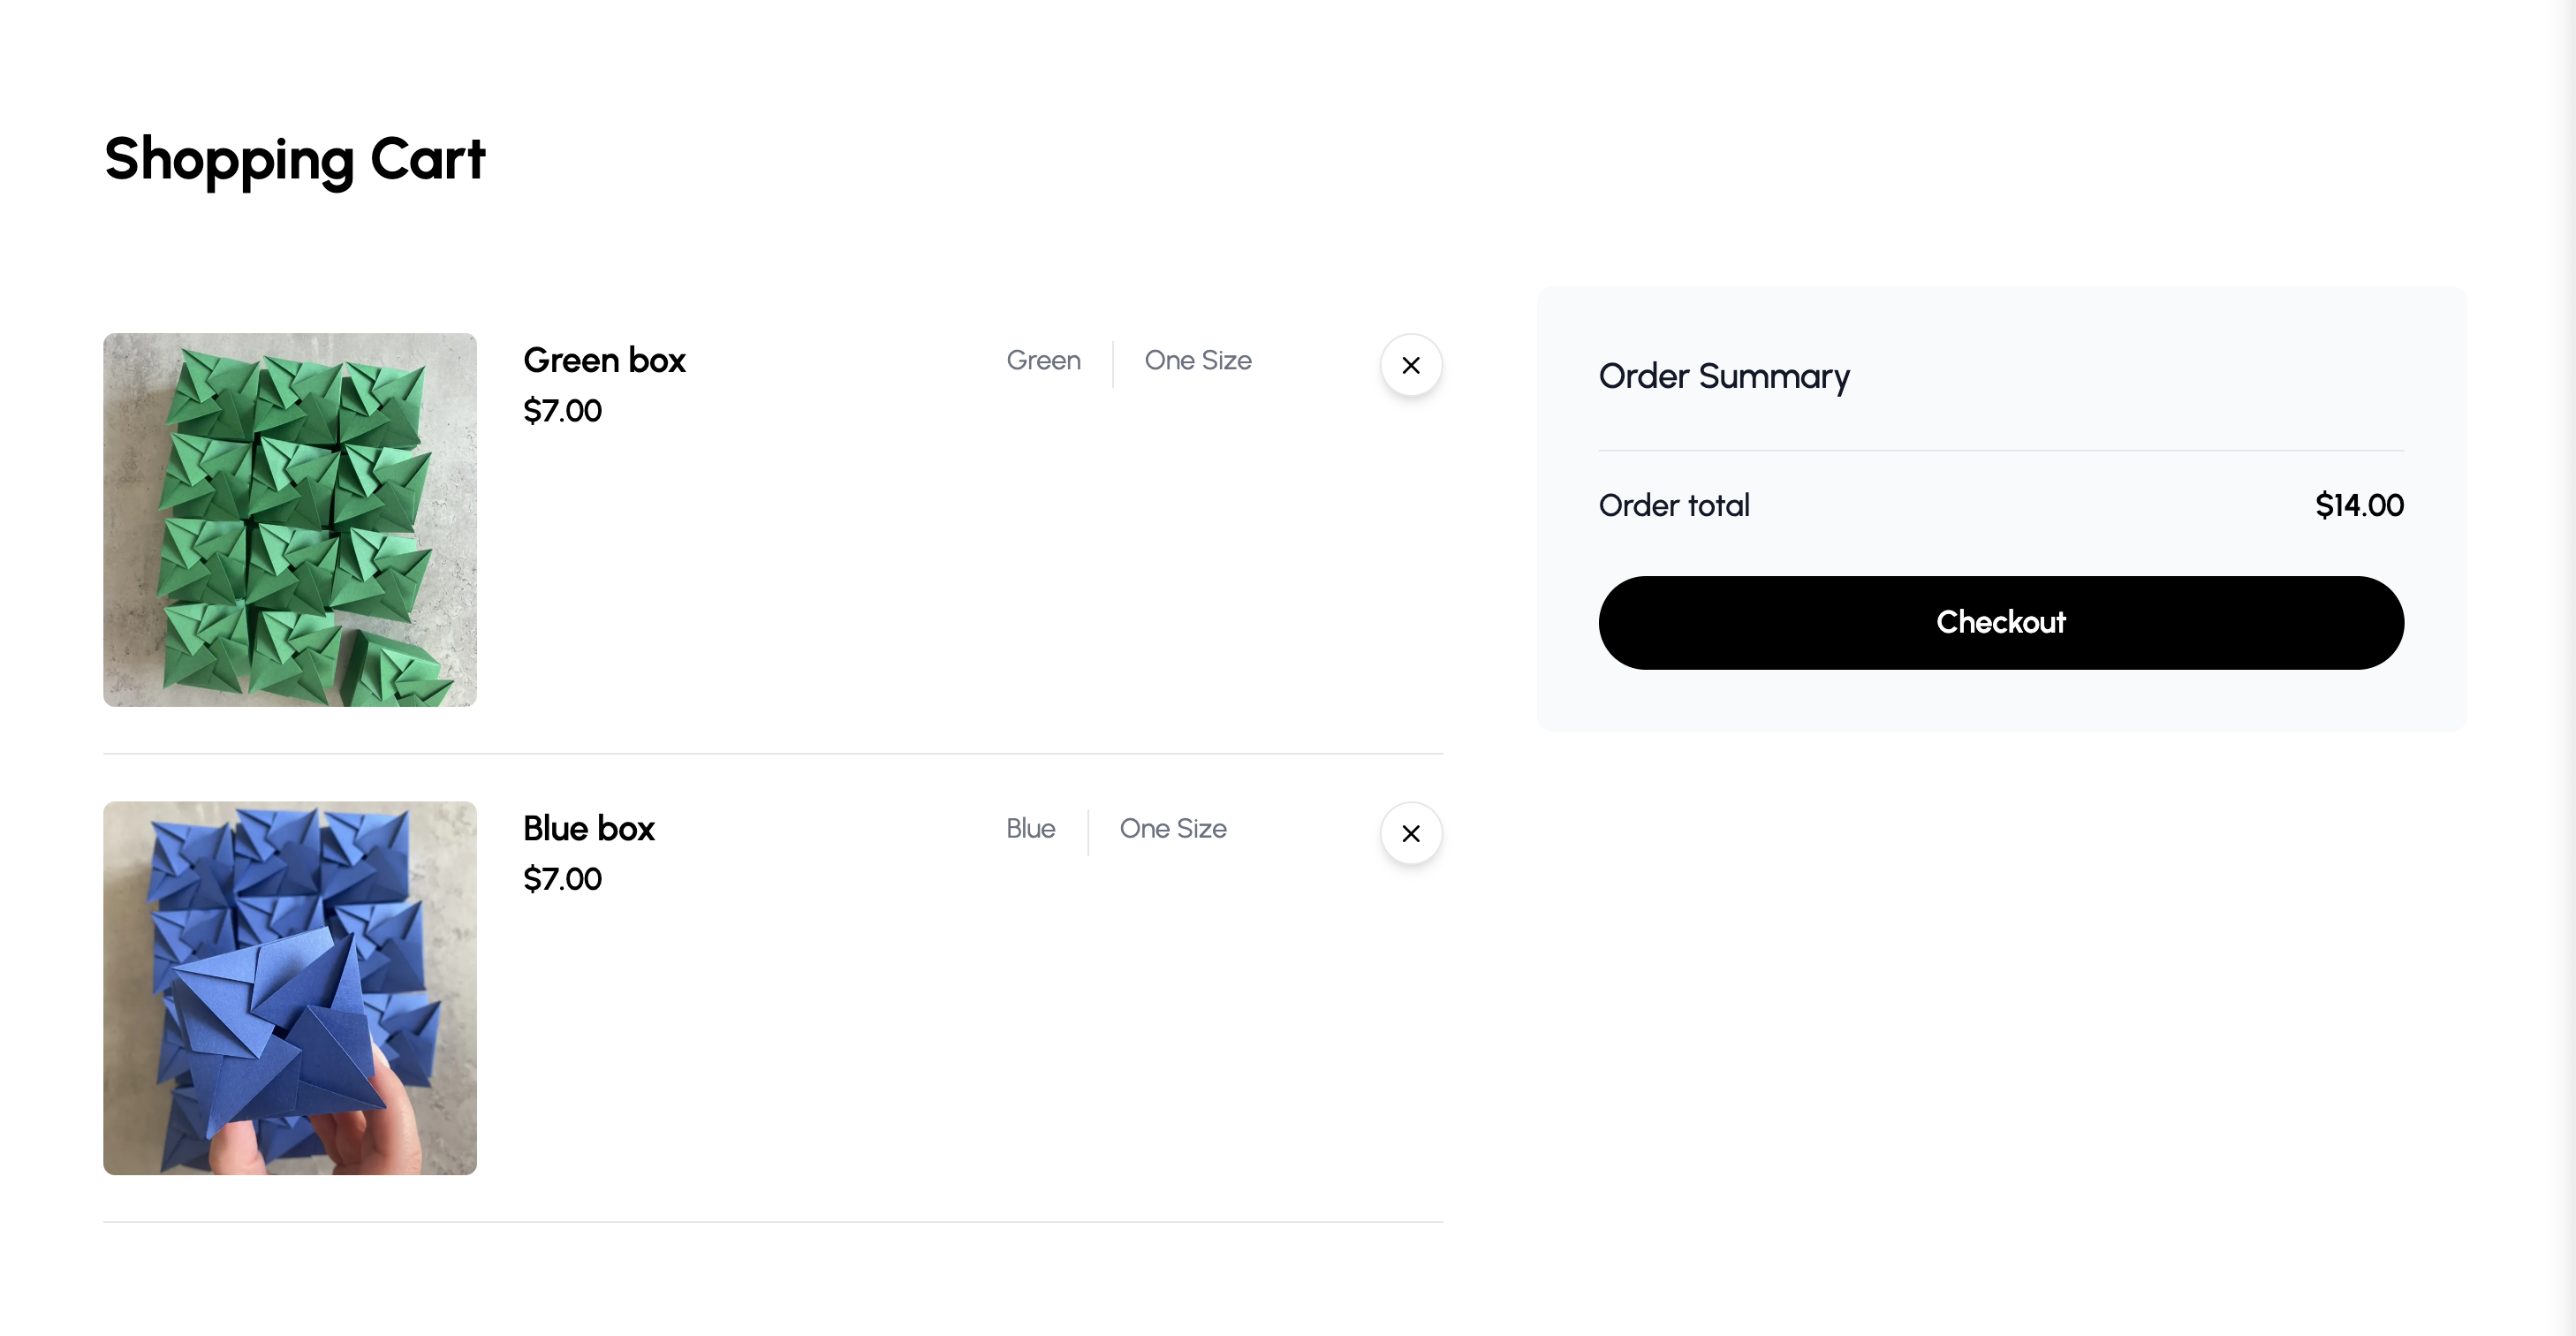 Shopping Cart
Green box
Green
One Size
$7.00
Blue box
Blue
One Size
$7.00
Order Summary
Order total
$14.00
Checkout